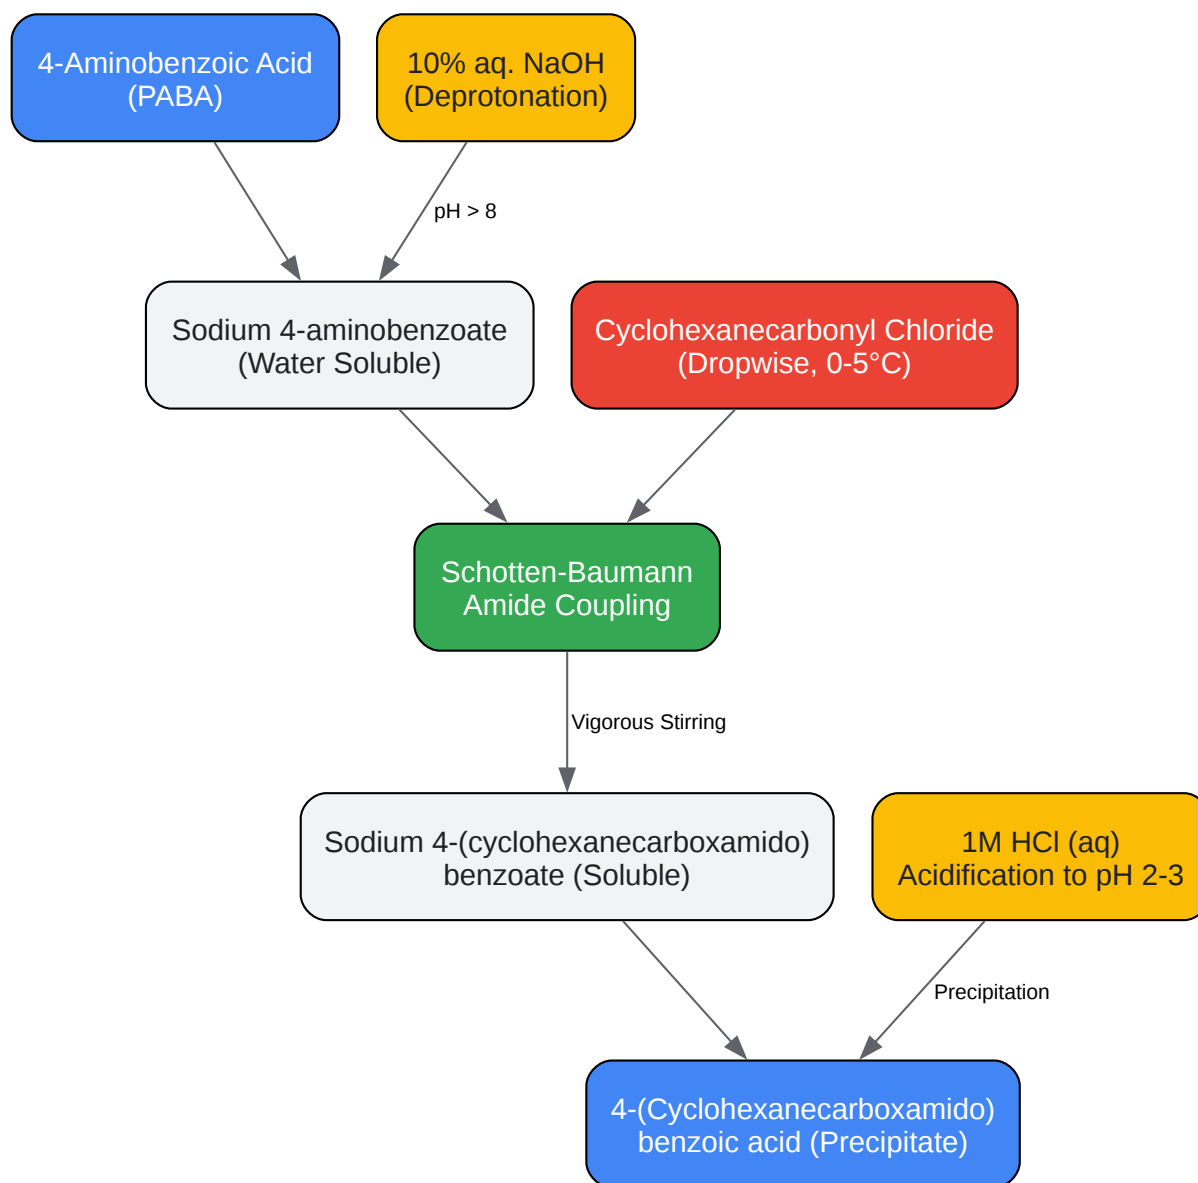 4-Aminobenzoic Acid
(PABA)
10% aq. NaOH
(Deprotonation)
pH > 8
Sodium 4-aminobenzoate
(Water Soluble)
Cyclohexanecarbonyl Chloride
(Dropwise, 0-5°C)
Schotten-Baumann
Amide Coupling
Vigorous Stirring
Sodium 4-(cyclohexanecarboxamido)
benzoate (Soluble)
1M HCl (aq)
Acidification to pH 2-3
Precipitation
4-(Cyclohexanecarboxamido)
benzoic acid (Precipitate)